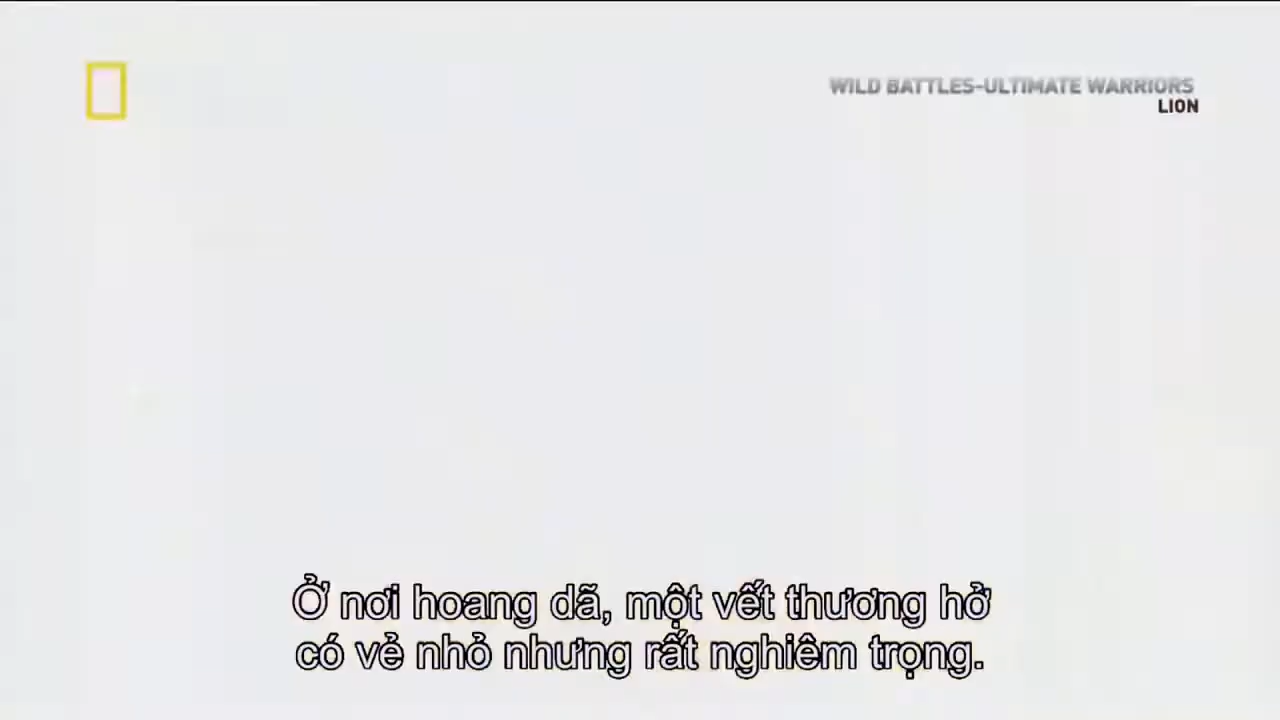 WILD BATTLES-ULTIMATE WARRIORS
LION
Ở nơi hoang dã, một vết thương hở
có vẻ nhỏ nhưng rất nghiêm trọng.